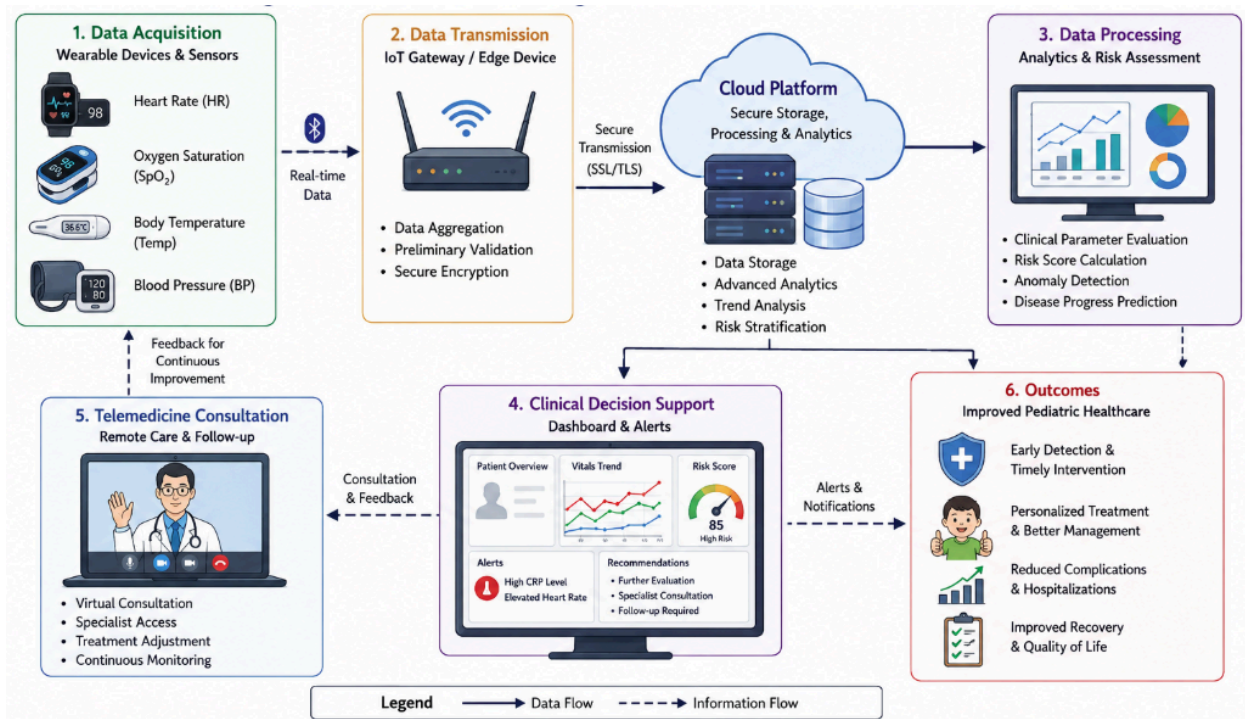 1. Data Acquisition
Wearable Devices & Sensors
98
Heart Rate (HR)
Oxygen Saturation
(SpO₂)
36.6°C
Body Temperature
(Temp)
120
80
Blood Pressure (BP)
Real-time
Data
2. Data Transmission
IoT Gateway / Edge Device
• Data Aggregation
• Preliminary Validation
• Secure Encryption
Secure
Transmission
(SSL/TLS)
Cloud Platform
Secure Storage,
Processing & Analytics
• Data Storage
• Advanced Analytics
• Trend Analysis
• Risk Stratification
3. Data Processing
Analytics & Risk Assessment
• Clinical Parameter Evaluation
• Risk Score Calculation
• Anomaly Detection
• Disease Progress Prediction
Feedback for
Continuous
Improvement
5. Telemedicine Consultation
Remote Care & Follow-up
• Virtual Consultation
• Specialist Access
• Treatment Adjustment
• Continuous Monitoring
Consultation
& Feedback
4. Clinical Decision Support
Dashboard & Alerts
Patient Overview
Vitals Trend
Risk Score
85
High Risk
Alerts
High CRP Level
Elevated Heart Rate
Recommendations
• Further Evaluation
• Specialist Consultation
• Follow-up Required
Alerts &
Notifications
6. Outcomes
Improved Pediatric Healthcare
Early Detection &
Timely Intervention
Personalized Treatment
& Better Management
Reduced Complications
& Hospitalizations
Improved Recovery
& Quality of Life
Legend
Data Flow
Information Flow